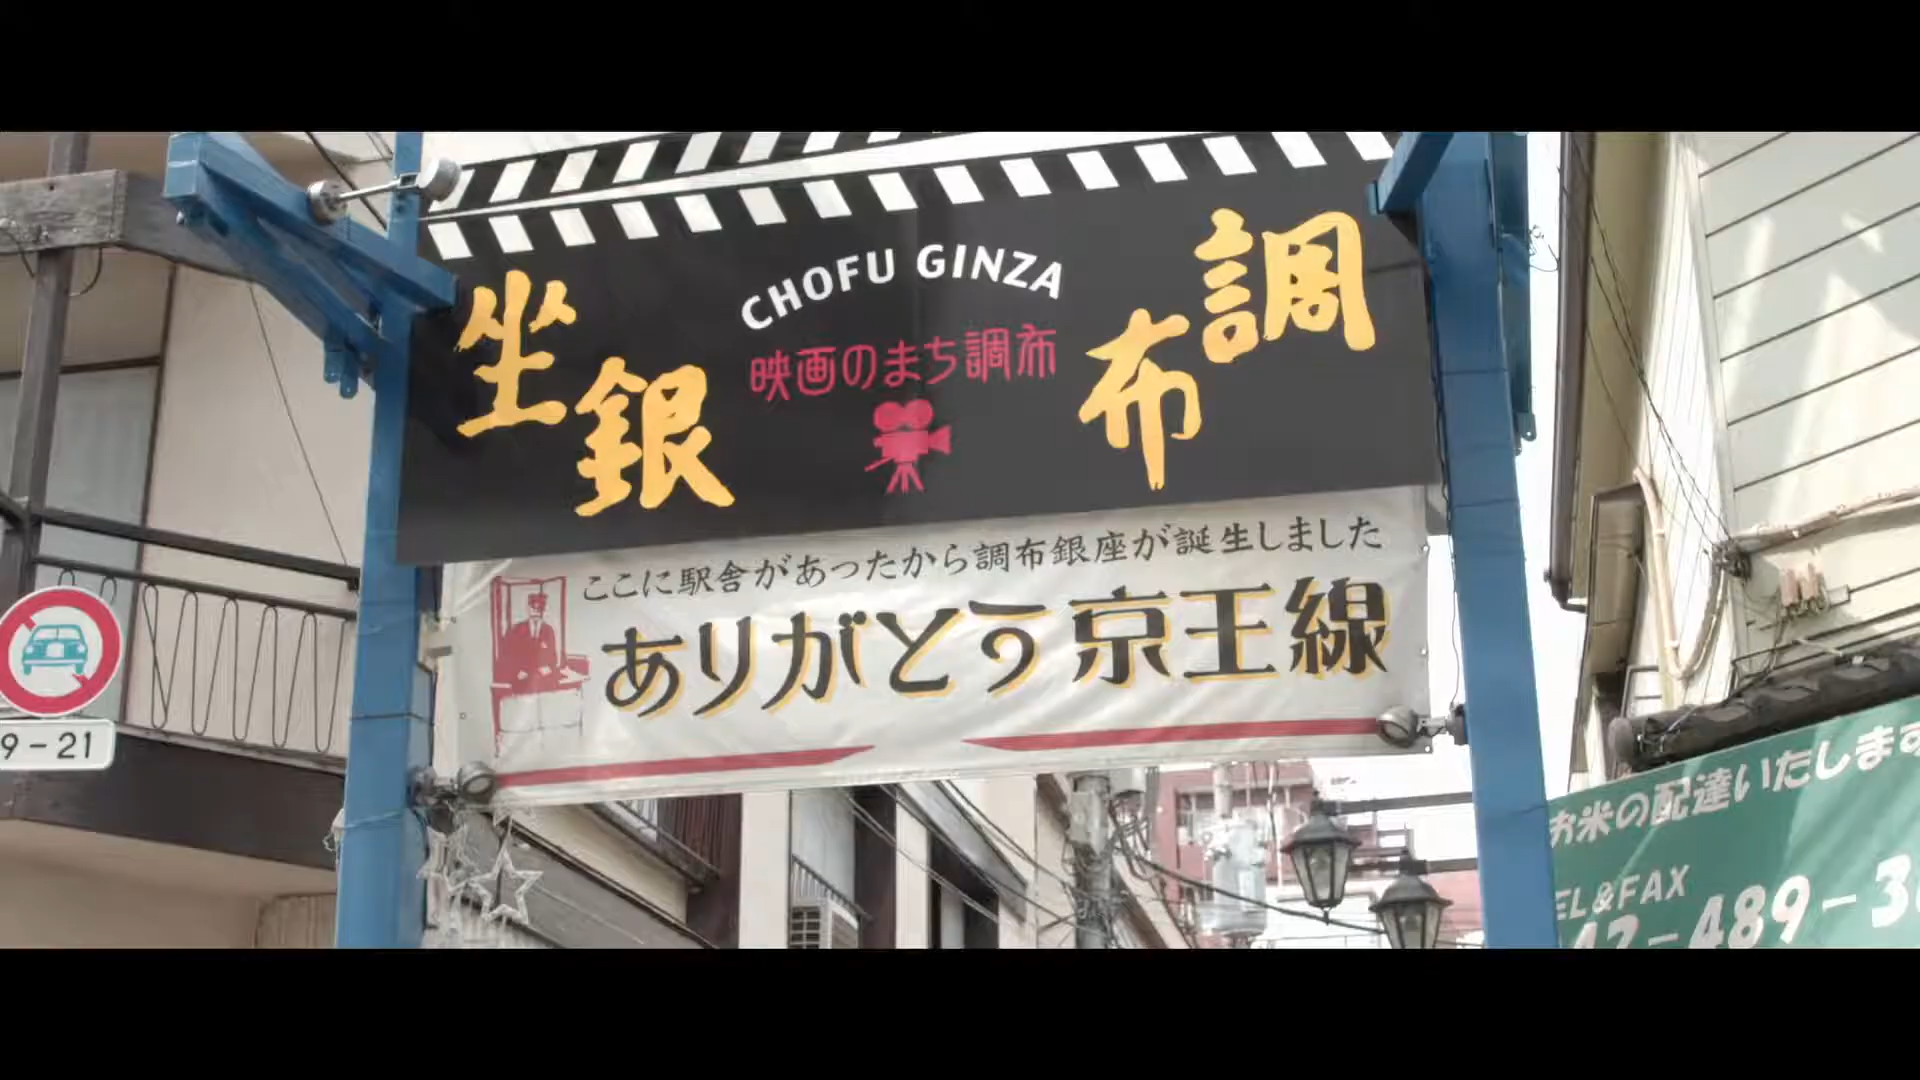 CHOFU GINZA
調布銀坐
映画のまち調布
ここに駅舎があったから調布銀座が誕生しました
ありがとう京王線
9-21
お米の配達いたします
EL&FAX
42-489-3